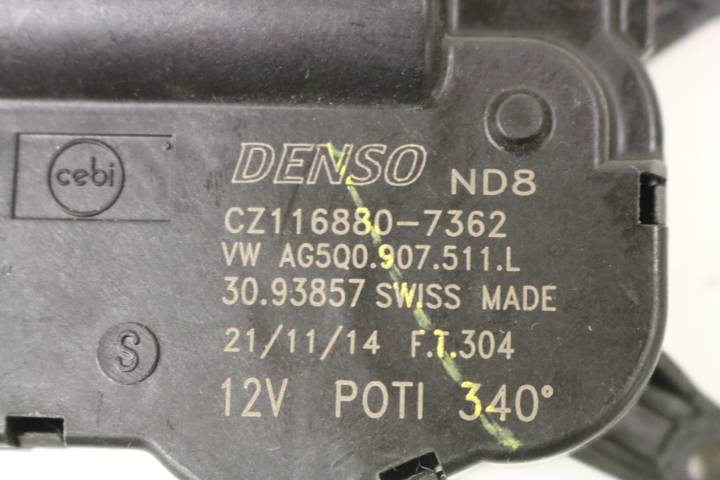 cebi
DENSO ND8
CZ116880-7362
VW AG5Q0.907.511.L
30.93857 SWISS MADE
S
21/11/14 F.T.304
12V POTI 340°